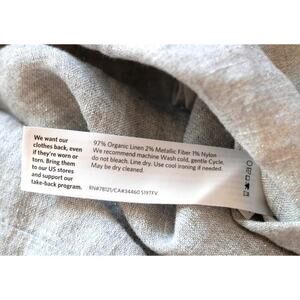 We want our
clothes back, even
if they're worn or
torn. Bring them
to our US stores
and support our
take-back program.
97% Organic Linen 2% Metallic Fiber 1% Nylon
We recommend machine Wash cold, gentle Cycle,
do not bleach. Line dry. Use cool ironing if needed.
May be dry cleaned.
RN#78121/CA#34460 S19TFV